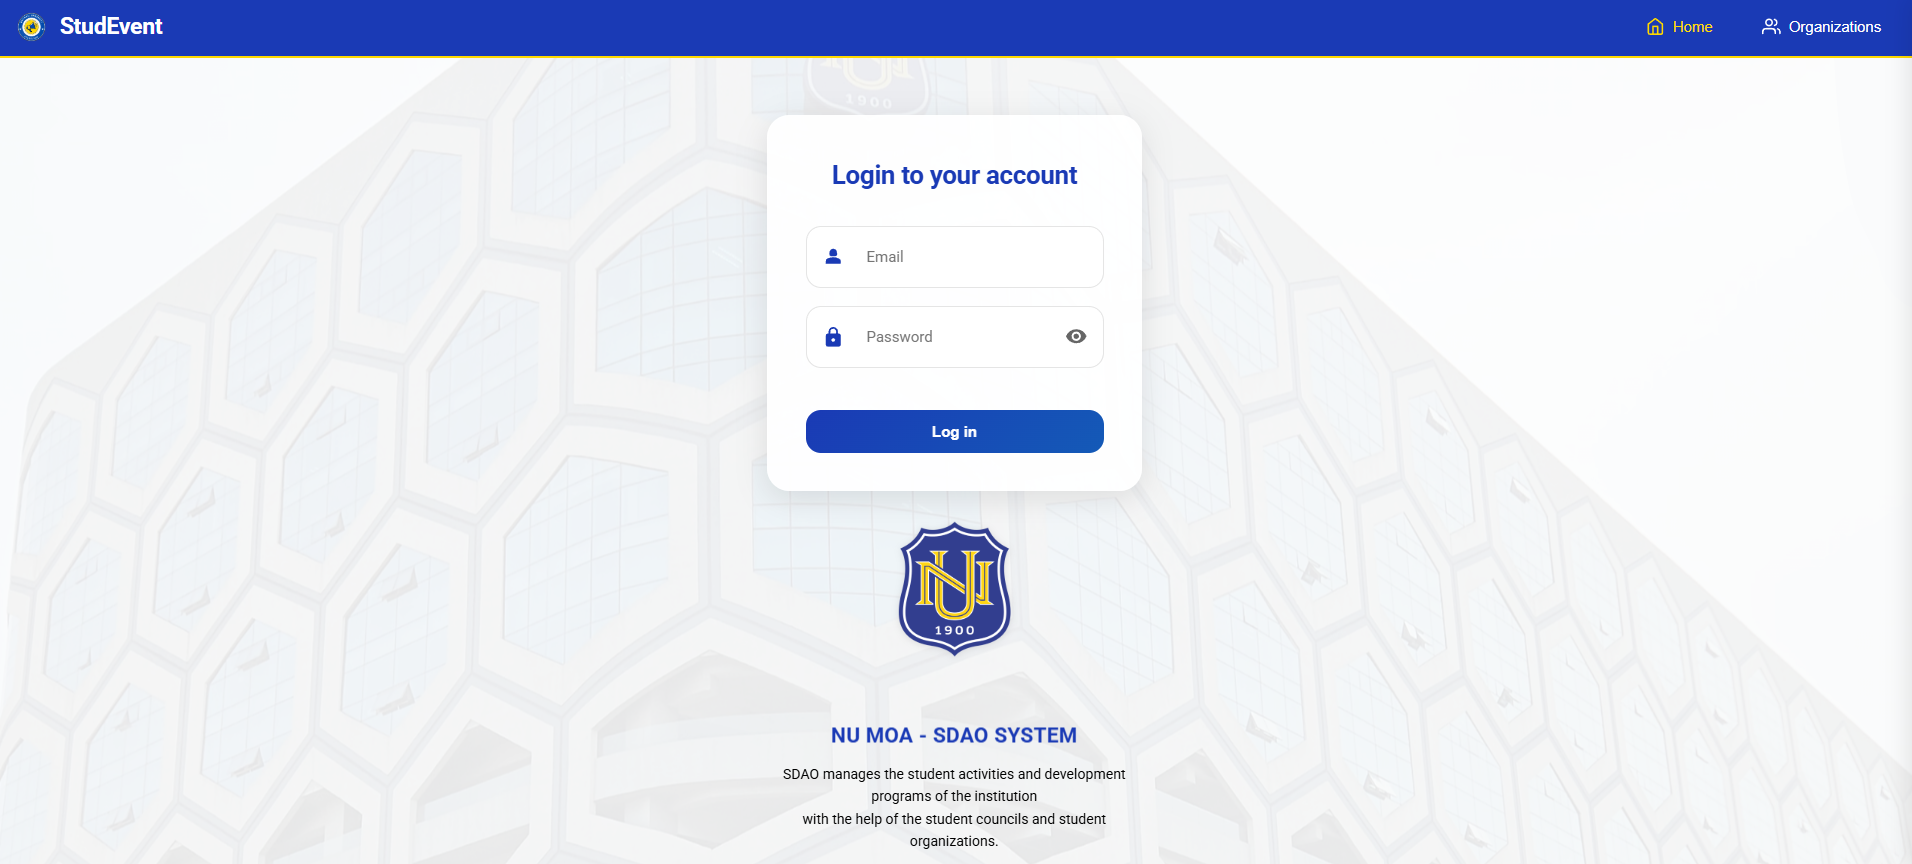 StudEvent
Home
Organizations
1900
Login to your account
Email
Password
Log in
NU
1900
NU MOA - SDAO SYSTEM
SDAO manages the student activities and development
programs of the institution
with the help of the student councils and student
organizations.